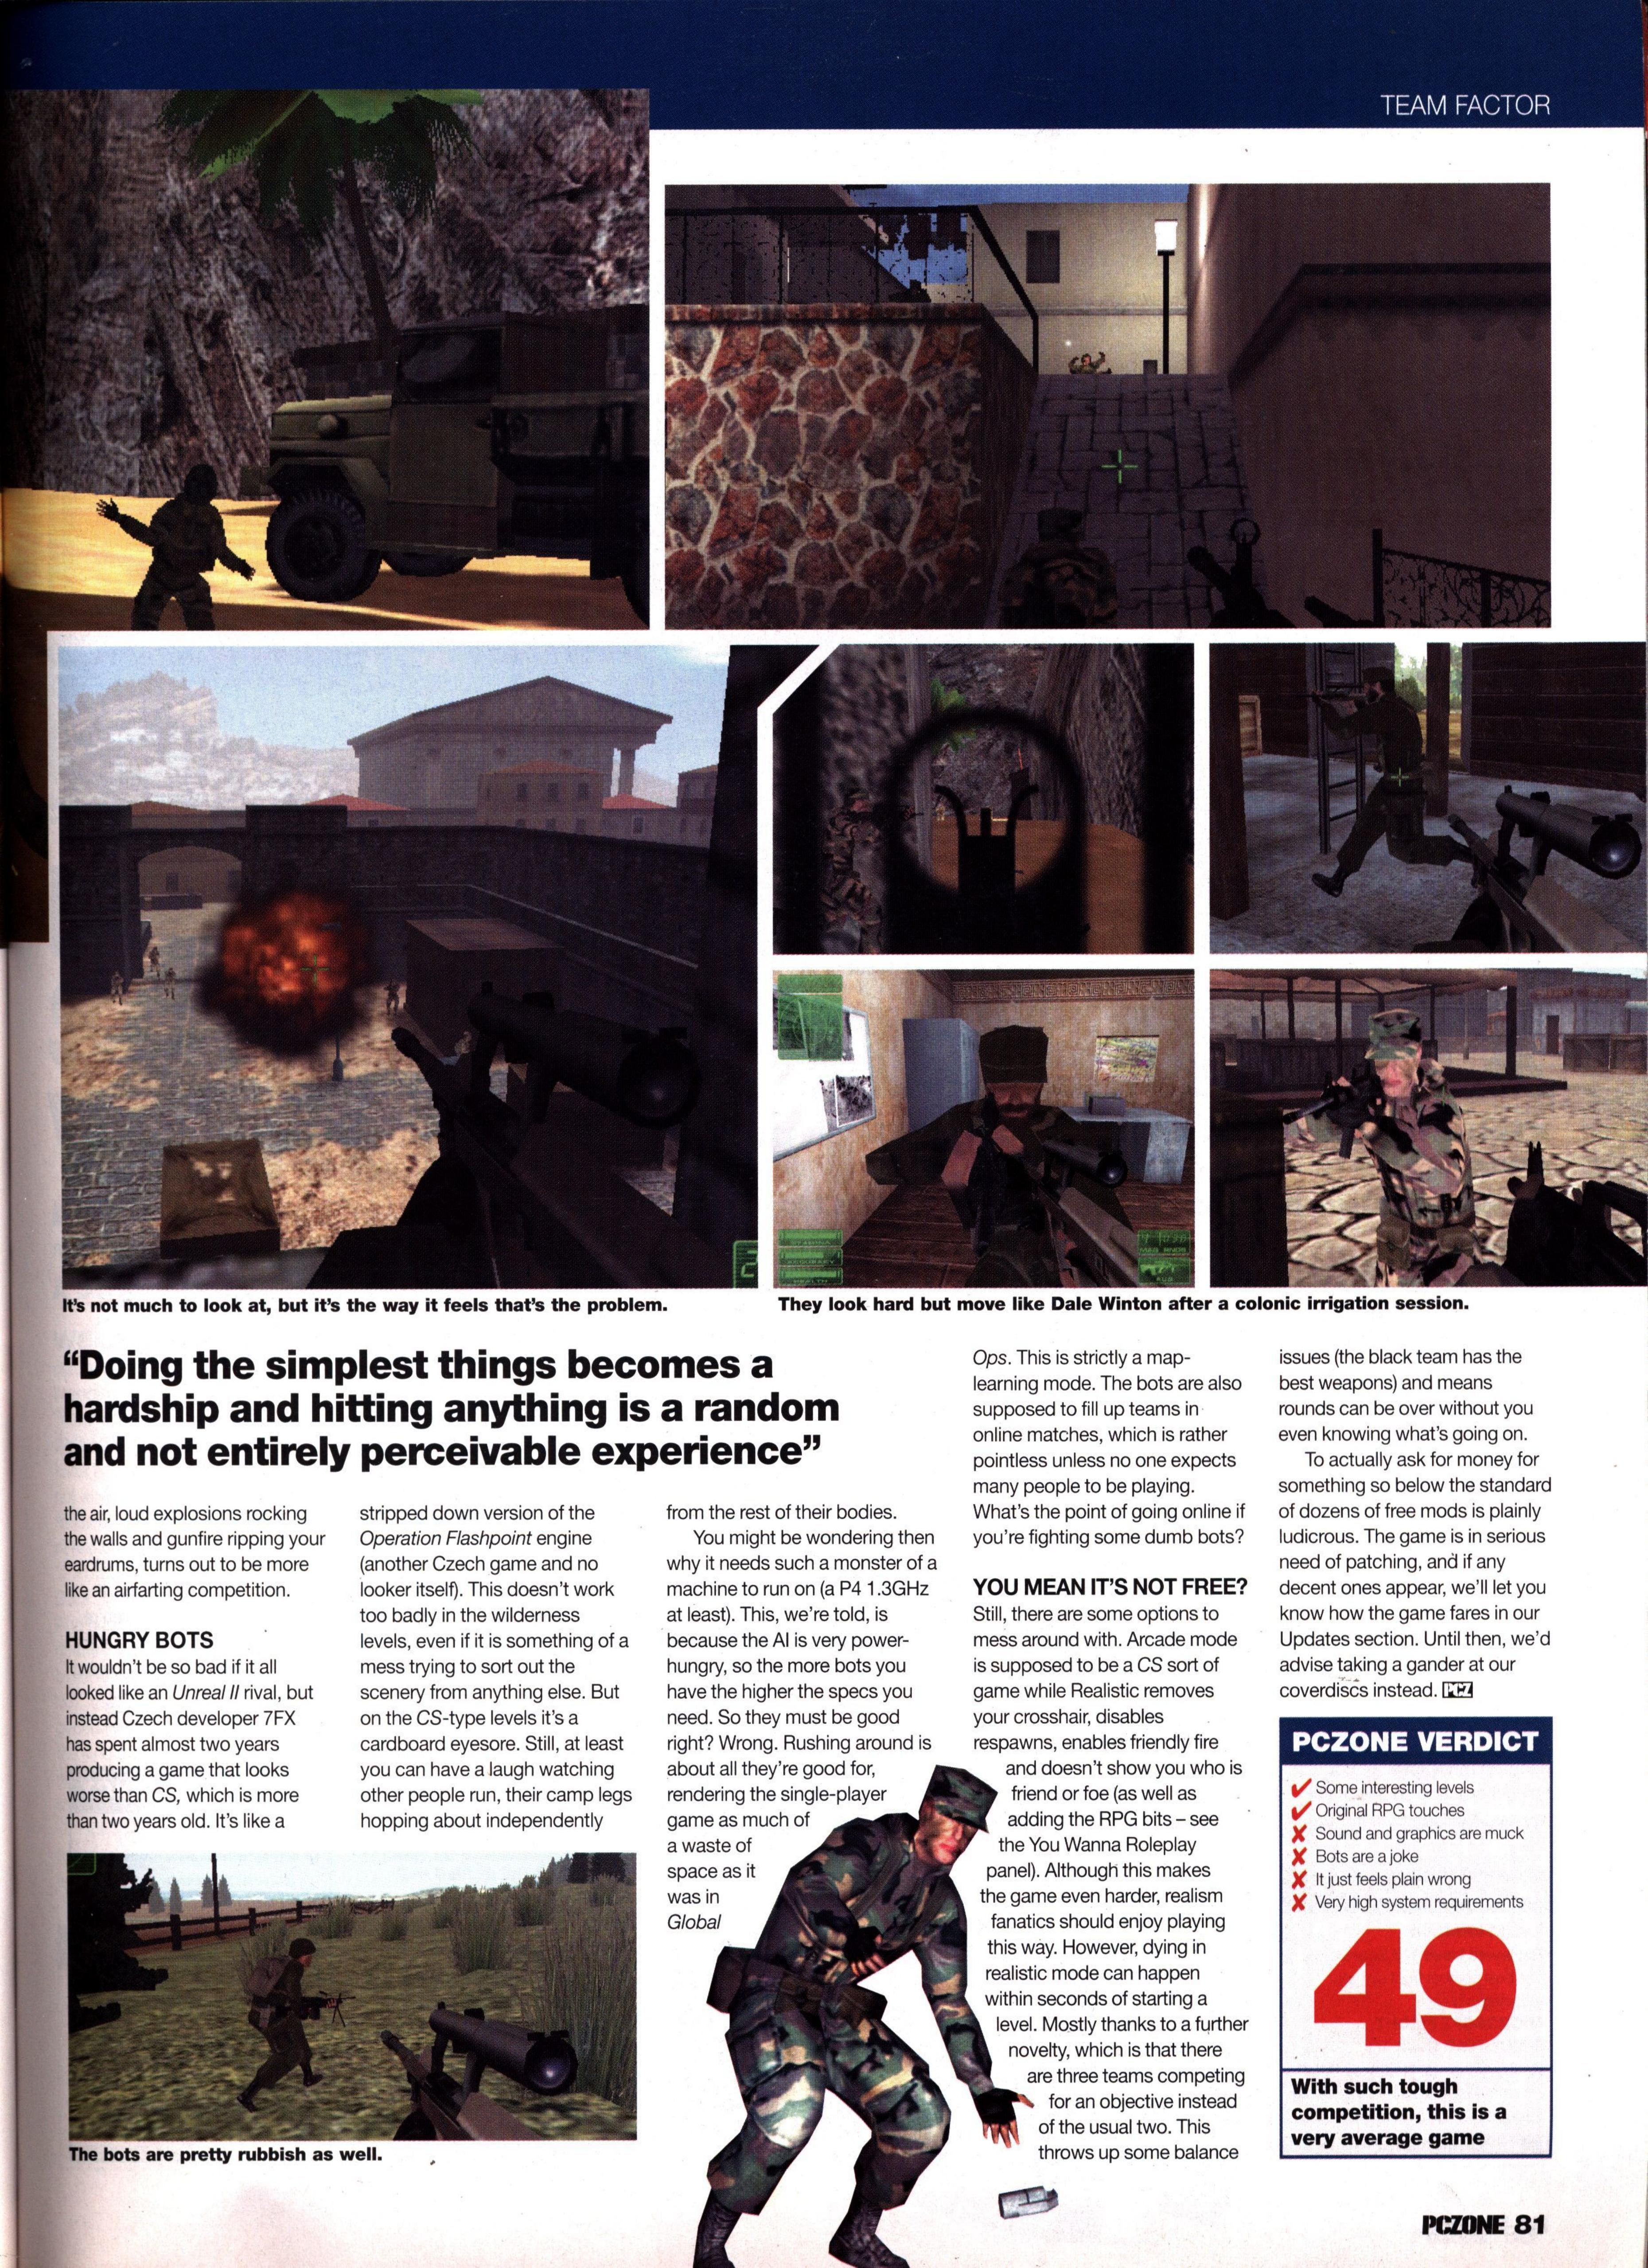 TEAM FACTOR
It's not much to look at, but it's the way it feels that's the problem.
They look hard but move like Dale Winton after a colonic irrigation session.
“Doing the simplest things becomes a
hardship and hitting anything is a random
and not entirely perceivable experience”
the air, loud explosions rocking
the walls and gunfire ripping your
eardrums, turns out to be more
like an airfarting competition.
HUNGRY BOTS
It wouldn't be so bad if it all
looked like an Unreal II rival, but
instead Czech developer 7FX
has spent almost two years
producing a game that looks
worse than CS, which is more
than two years old. It's like a
stripped down version of the
Operation Flashpoint engine
(another Czech game and no
looker itself). This doesn't work
too badly in the wilderness
levels, even if it is something of a
mess trying to sort out the
scenery from anything else. But
on the CS-type levels it's a
cardboard eyesore. Still, at least
you can have a laugh watching
other people run, their camp legs
hopping about independently
from the rest of their bodies.
You might be wondering then
why it needs such a monster of a
machine to run on (a P4 1.3GHz
at least). This, we're told, is
because the AI is very power-
hungry, so the more bots you
have the higher the specs you
need. So they must be good
right? Wrong. Rushing around is
about all they're good for,
rendering the single-player
game as much of
a waste of
space as it
was in
Global
Ops. This is strictly a map-
learning mode. The bots are also
supposed to fill up teams in
online matches, which is rather
pointless unless no one expects
many people to be playing.
What's the point of going online if
you're fighting some dumb bots?
YOU MEAN IT'S NOT FREE?
Still, there are some options to
mess around with. Arcade mode
is supposed to be a CS sort of
game while Realistic removes
your crosshair, disables
respawns, enables friendly fire
and doesn't show you who is
friend or foe (as well as
adding the RPG bits – see
the You Wanna Roleplay
panel). Although this makes
the game even harder, realism
fanatics should enjoy playing
this way. However, dying in
realistic mode can happen
within seconds of starting a
level. Mostly thanks to a further
novelty, which is that there
are three teams competing
for an objective instead
of the usual two. This
throws up some balance
issues (the black team has the
best weapons) and means
rounds can be over without you
even knowing what's going on.
To actually ask for money for
something so below the standard
of dozens of free mods is plainly
ludicrous. The game is in serious
need of patching, and if any
decent ones appear, we'll let you
know how the game fares in our
Updates section. Until then, we'd
advise taking a gander at our
coverdiscs instead. PCZ
The bots are pretty rubbish as well.
PCZONE VERDICT
✓ Some interesting levels
✓ Original RPG touches
✗ Sound and graphics are muck
✗ Bots are a joke
✗ It just feels plain wrong
✗ Very high system requirements
49
With such tough
competition, this is a
very average game
PCZONE 81